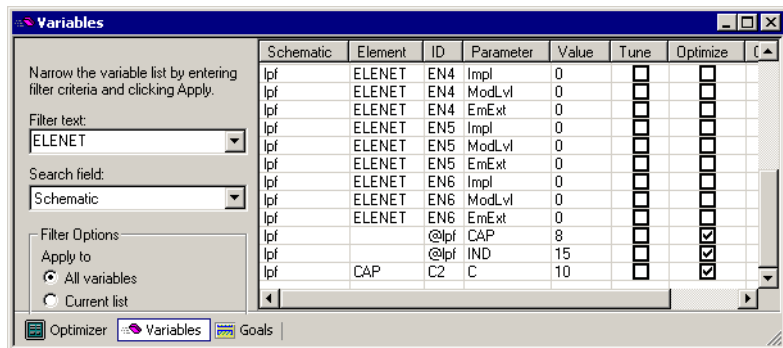 Variables
Narrow the variable list by entering
filter criteria and clicking Apply.
Filter text:
ELENET
Search field:
Schematic
Filter Options
Apply to
All variables
Current list
Schematic Element ID Parameter Value Tune Optimize
lpf ELENET EN4 Impl 0
lpf ELENET EN4 ModLvl 0
lpf ELENET EN4 EmExt 0
lpf ELENET EN5 Impl 0
lpf ELENET EN5 ModLvl 0
lpf ELENET EN5 EmExt 0
lpf ELENET EN6 Impl 0
lpf ELENET EN6 ModLvl 0
lpf ELENET EN6 EmExt 0
lpf @lpf CAP 8
lpf @lpf IND 15
lpf CAP C2 C 10
Optimizer Variables Goals